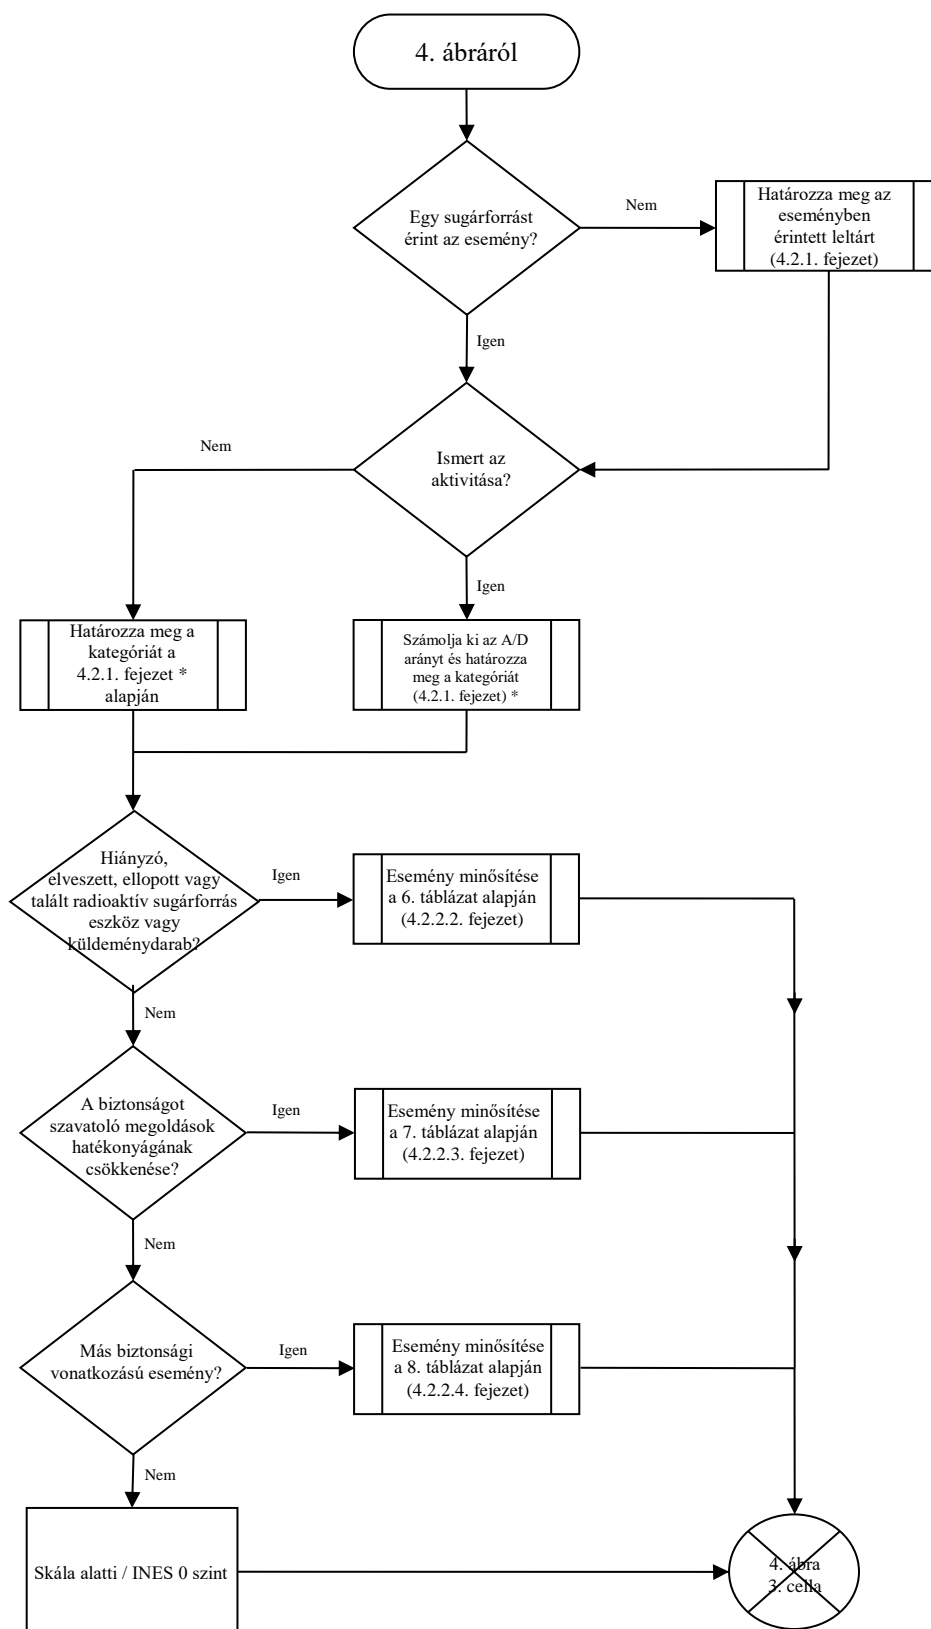 4. ábráról
Egy sugárforrást
érint az esemény?
Nem
Határozza meg az
eseményben
érintett leltárt
(4.2.1. fejezet)
Igen
Nem
Ismert az
aktivitása?
Igen
Határozza meg a
kategóriát a
4.2.1. fejezet *
alapján
Számolja ki az A/D
arányt és határozza
meg a kategóriát
(4.2.1. fejezet) *
Hiányzó,
elveszett, ellopott vagy
talált radioaktív sugárforrás
eszköz vagy
küldeménydarab?
Igen
Esemény minősítése
a 6. táblázat alapján
(4.2.2.2. fejezet)
Nem
A biztonságot
szavatoló megoldások
hatékonyágának
csökkenése?
Igen
Esemény minősítése
a 7. táblázat alapján
(4.2.2.3. fejezet)
Nem
Más biztonsági
vonatkozású esemény?
Igen
Esemény minősítése
a 8. táblázat alapján
(4.2.2.4. fejezet)
Nem
Skála alatti / INES 0 szint
4. ábra
3. cella